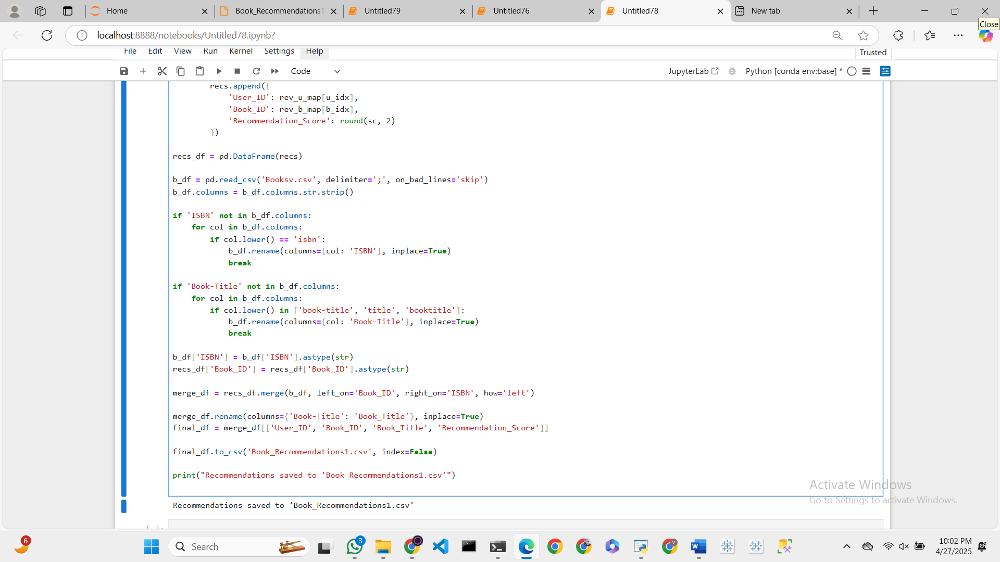 Home
Book_Recommendations1
Untitled79
Untitled76
Untitled78
New tab
Close
localhost:8888/notebooks/Untitled78.ipynb?
File Edit View Run Kernel Settings Help
Trusted
Code
JupyterLab
Python [conda env:base] *
recs.append({
'User_ID': rev_u_map[u_idx],
'Book_ID': rev_b_map[b_idx],
'Recommendation_Score': round(sc, 2)
})
recs_df = pd.DataFrame(recs)
b_df = pd.read_csv('Booksv.csv', delimiter=';', on_bad_lines='skip')
b_df.columns = b_df.columns.str.strip()
if 'ISBN' not in b_df.columns:
for col in b_df.columns:
if col.lower() == 'isbn':
b_df.rename(columns={col: 'ISBN'}, inplace=True)
break
if 'Book-Title' not in b_df.columns:
for col in b_df.columns:
if col.lower() in ['book-title', 'title', 'booktitle']:
b_df.rename(columns={col: 'Book-Title'}, inplace=True)
break
b_df['ISBN'] = b_df['ISBN'].astype(str)
recs_df['Book_ID'] = recs_df['Book_ID'].astype(str)
merge_df = recs_df.merge(b_df, left_on='Book_ID', right_on='ISBN', how='left')
merge_df.rename(columns={'Book-Title': 'Book_Title'}, inplace=True)
final_df = merge_df[['User_ID', 'Book_ID', 'Book_Title', 'Recommendation_Score']]
final_df.to_csv('Book_Recommendations1.csv', index=False)
print("Recommendations saved to 'Book_Recommendations1.csv'")
Recommendations saved to 'Book_Recommendations1.csv'
[ ]:
Activate Windows
Go to Settings to activate Windows.
6
Search
3
V
10:02 PM
4/27/2025